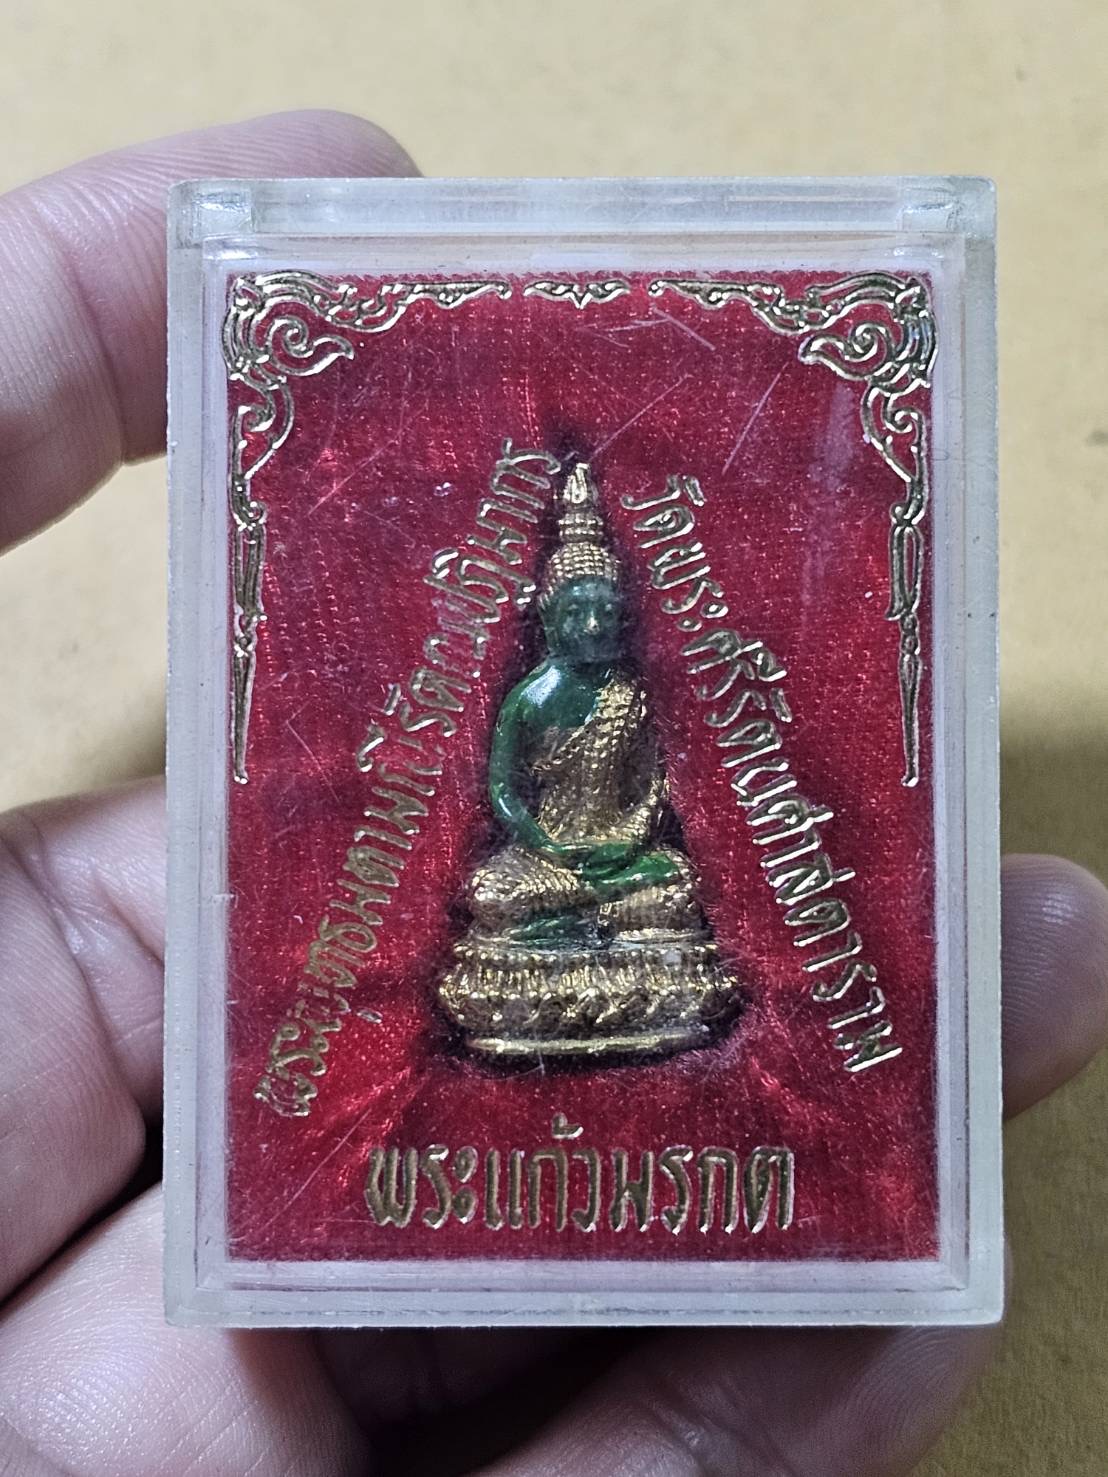 พระพุทธมหามณีรัตนปฏิมากร
วัดพระศรีรัตนศาสดาราม
พระแก้วมรกต